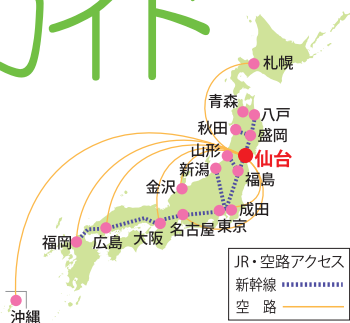 ガイド
札幌
青森
八戸
秋田
盛岡
山形
仙台
新潟
福島
金沢
成田
東京
名古屋
大阪
広島
福岡
沖縄
JR・空路アクセス
新幹線
空 路